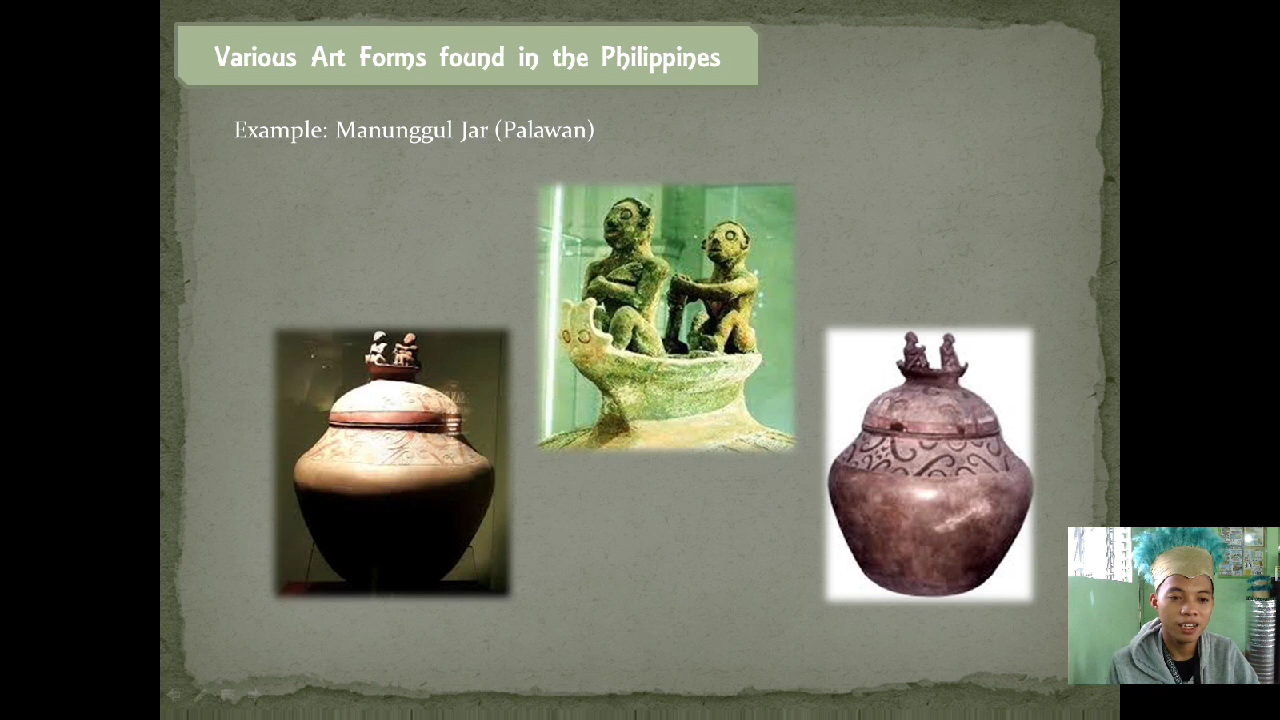 Various Art Forms found in the Philippines
Example: Manunggul Jar (Palawan)